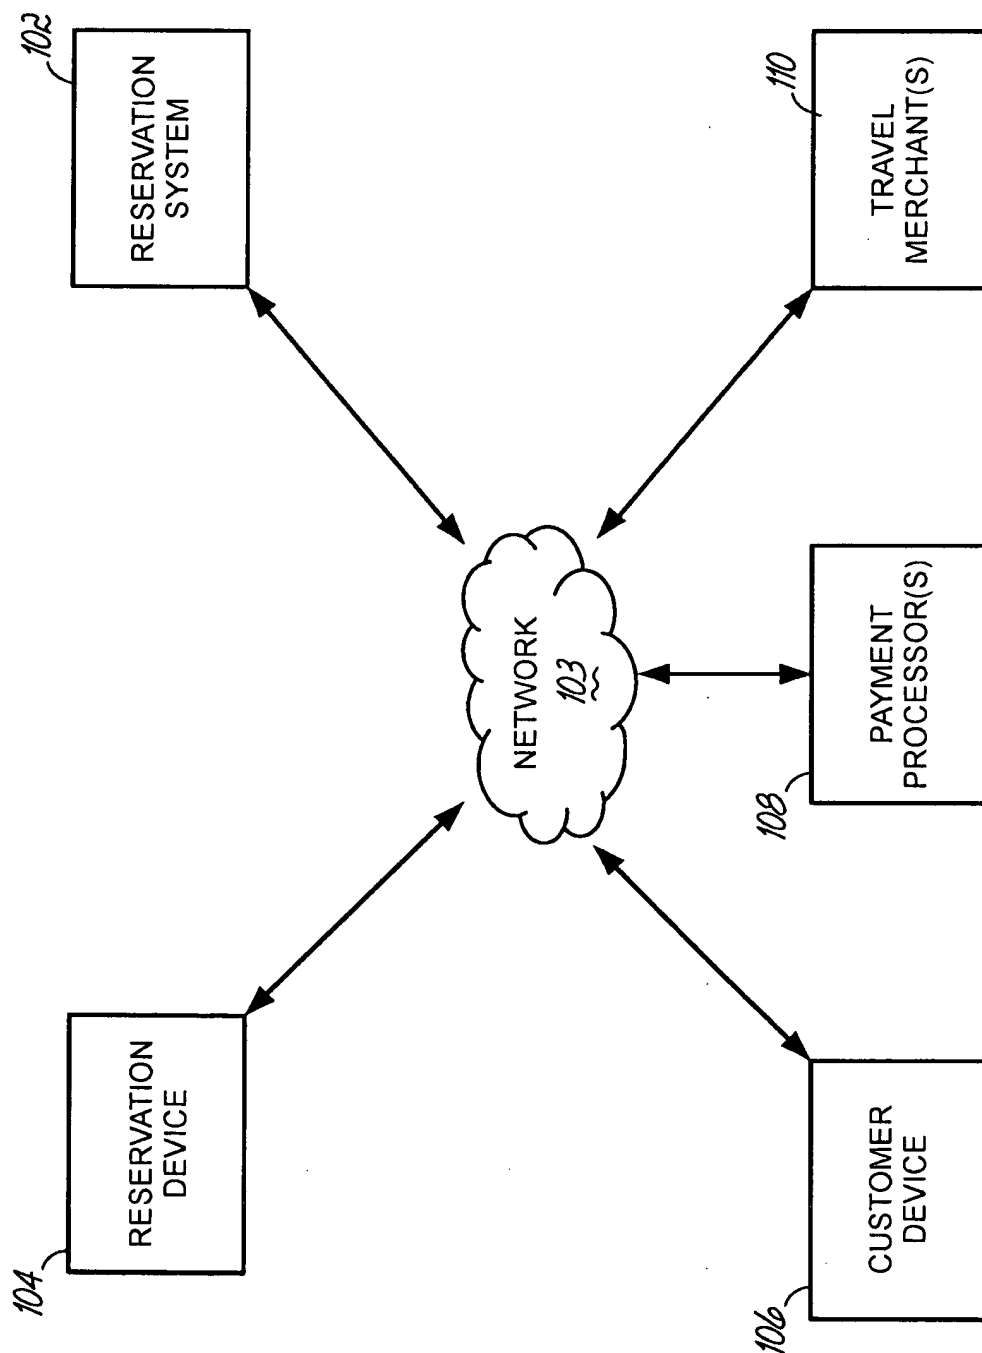 104
RESERVATION
DEVICE
102
RESERVATION
SYSTEM
NETWORK
103
106
CUSTOMER
DEVICE
108
PAYMENT
PROCESSOR(S)
110
TRAVEL
MERCHANT(S)